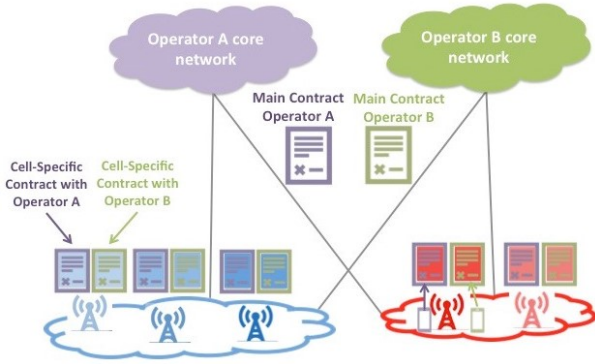 Operator A core
network
Operator B core
network
Main Contract
Operator A
Main Contract
Operator B
Cell-Specific
Contract with
Operator A
Cell-Specific
Contract with
Operator B